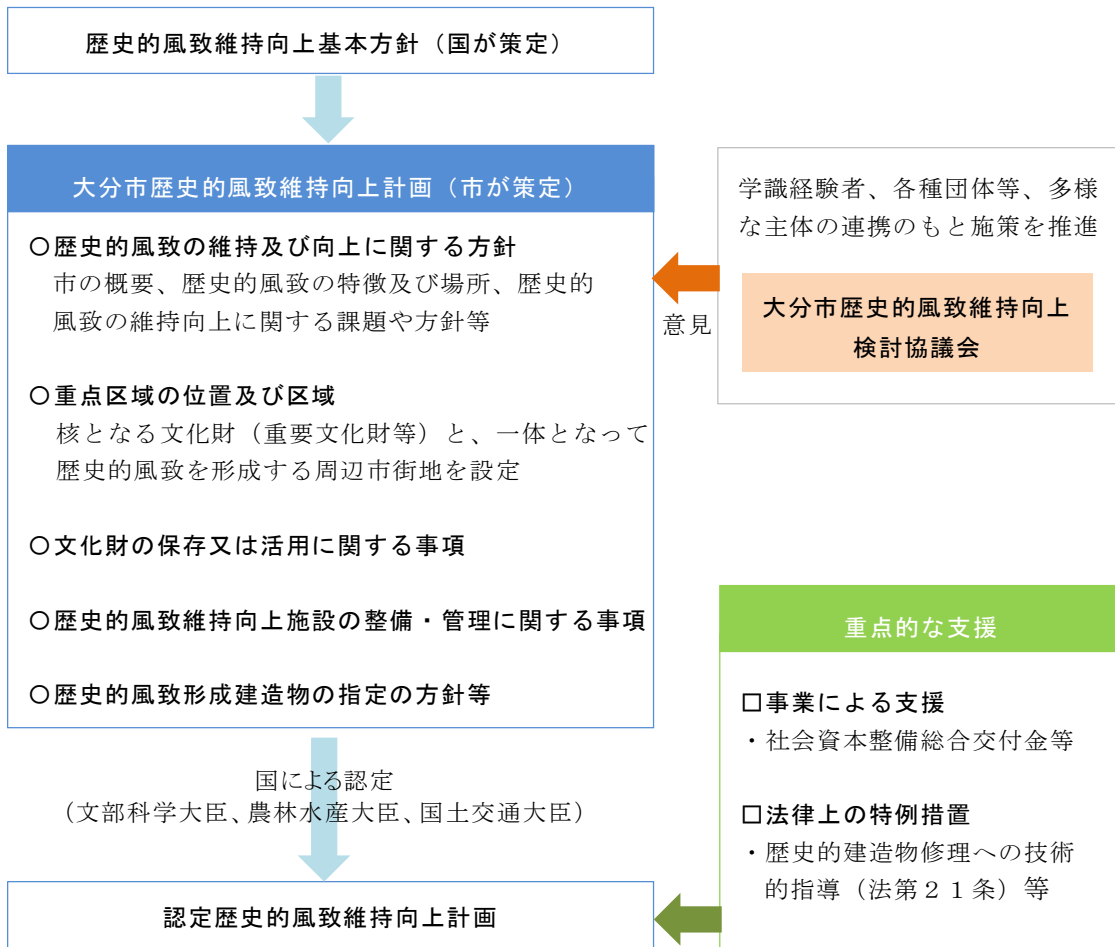 歴史的風致維持向上基本方針（国が策定）
大分市歴史的風致維持向上計画（市が策定）
〇歴史的風致の維持及び向上に関する方針
市の概要、歴史的風致の特徴及び場所、歴史的
風致の維持向上に関する課題や方針等
〇重点区域の位置及び区域
核となる文化財（重要文化財等）と、一体となって
歴史的風致を形成する周辺市街地を設定
〇文化財の保存又は活用に関する事項
〇歴史的風致維持向上施設の整備・管理に関する事項
〇歴史的風致形成建造物の指定の方針等
学識経験者、各種団体等、多様
な主体の連携のもと施策を推進
大分市歴史的風致維持向上
検討協議会
意見
国による認定
（文部科学大臣、農林水産大臣、国土交通大臣）
認定歴史的風致維持向上計画
重点的な支援
□事業による支援
・社会資本整備総合交付金等
□法律上の特例措置
・歴史的建造物修理への技術
的指導（法第２１条）等